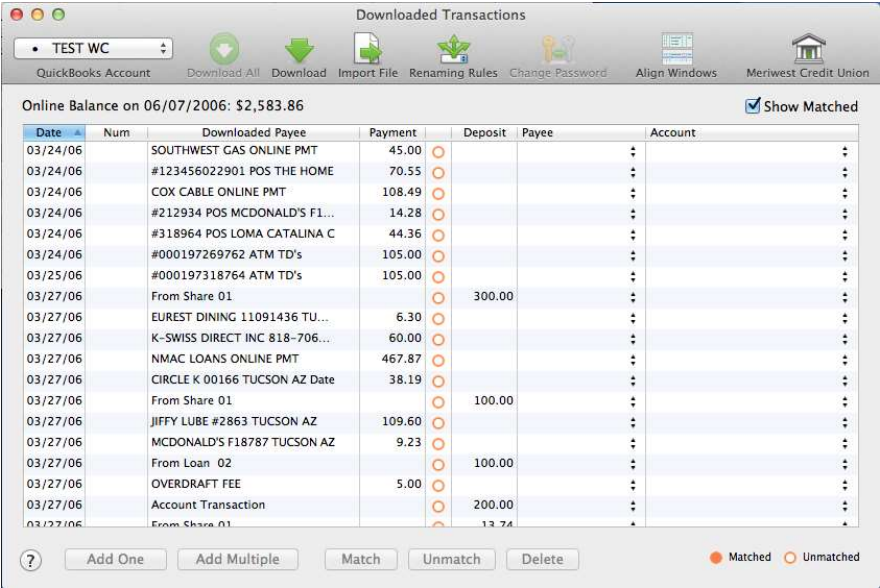 Downloaded Transactions
• TEST WC
QuickBooks Account Download All Download Import File Renaming Rules Change Password Align Windows Meriwest Credit Union
Online Balance on 06/07/2006: $2,583.86 Show Matched
Date Num Downloaded Payee Payment Deposit Payee Account
03/24/06 SOUTHWEST GAS ONLINE PMT 45.00
03/24/06 #123456022901 POS THE HOME 70.55
03/24/06 COX CABLE ONLINE PMT 108.49
03/24/06 #212934 POS MCDONALD'S F1... 14.28
03/24/06 #318964 POS LOMA CATALINA C 44.36
03/24/06 #000197269762 ATM TD's 105.00
03/25/06 #000197318764 ATM TD's 105.00
03/27/06 From Share 01 300.00
03/27/06 EUREST DINING 11091436 TU... 6.30
03/27/06 K-SWISS DIRECT INC 818-706... 60.00
03/27/06 NMAC LOANS ONLINE PMT 467.87
03/27/06 CIRCLE K 00166 TUCSON AZ Date 38.19
03/27/06 From Share 01 100.00
03/27/06 JIFFY LUBE #2863 TUCSON AZ 109.60
03/27/06 MCDONALD'S F18787 TUCSON AZ 9.23
03/27/06 From Loan 02 100.00
03/27/06 OVERDRAFT FEE 5.00
03/27/06 Account Transaction 200.00
03/27/06 From Share 01 13.74
? Add One Add Multiple Match Unmatch Delete Matched Unmatched